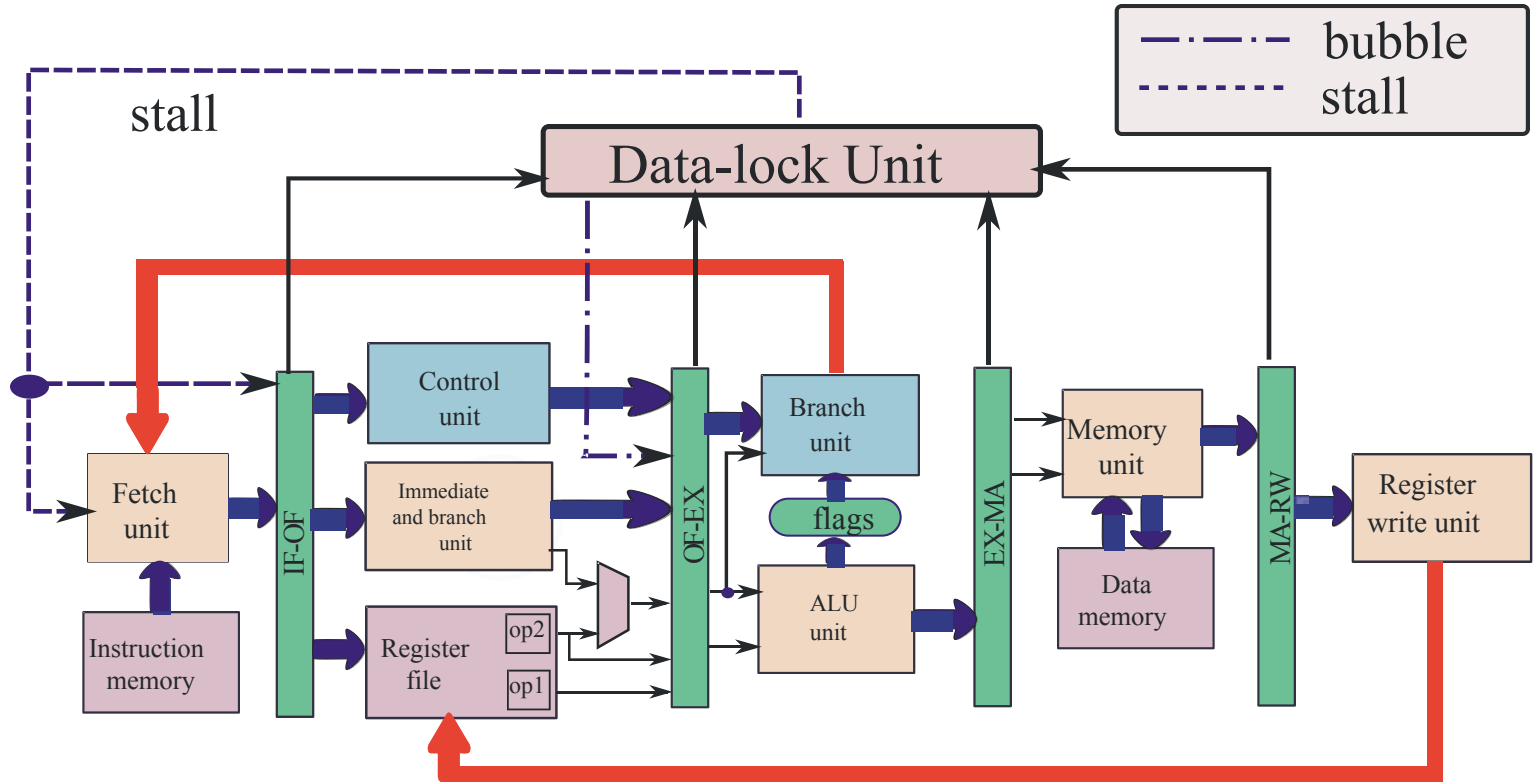 bubble
stall
stall
Data-lock Unit
Control
unit
Branch
unit
Memory
unit
Fetch
unit
Immediate
and branch
unit
Register
write unit
flags
IF-OF
OF-EX
EX-MA
MA-RW
Instruction
memory
Register
file
op2
op1
ALU
unit
Data
memory